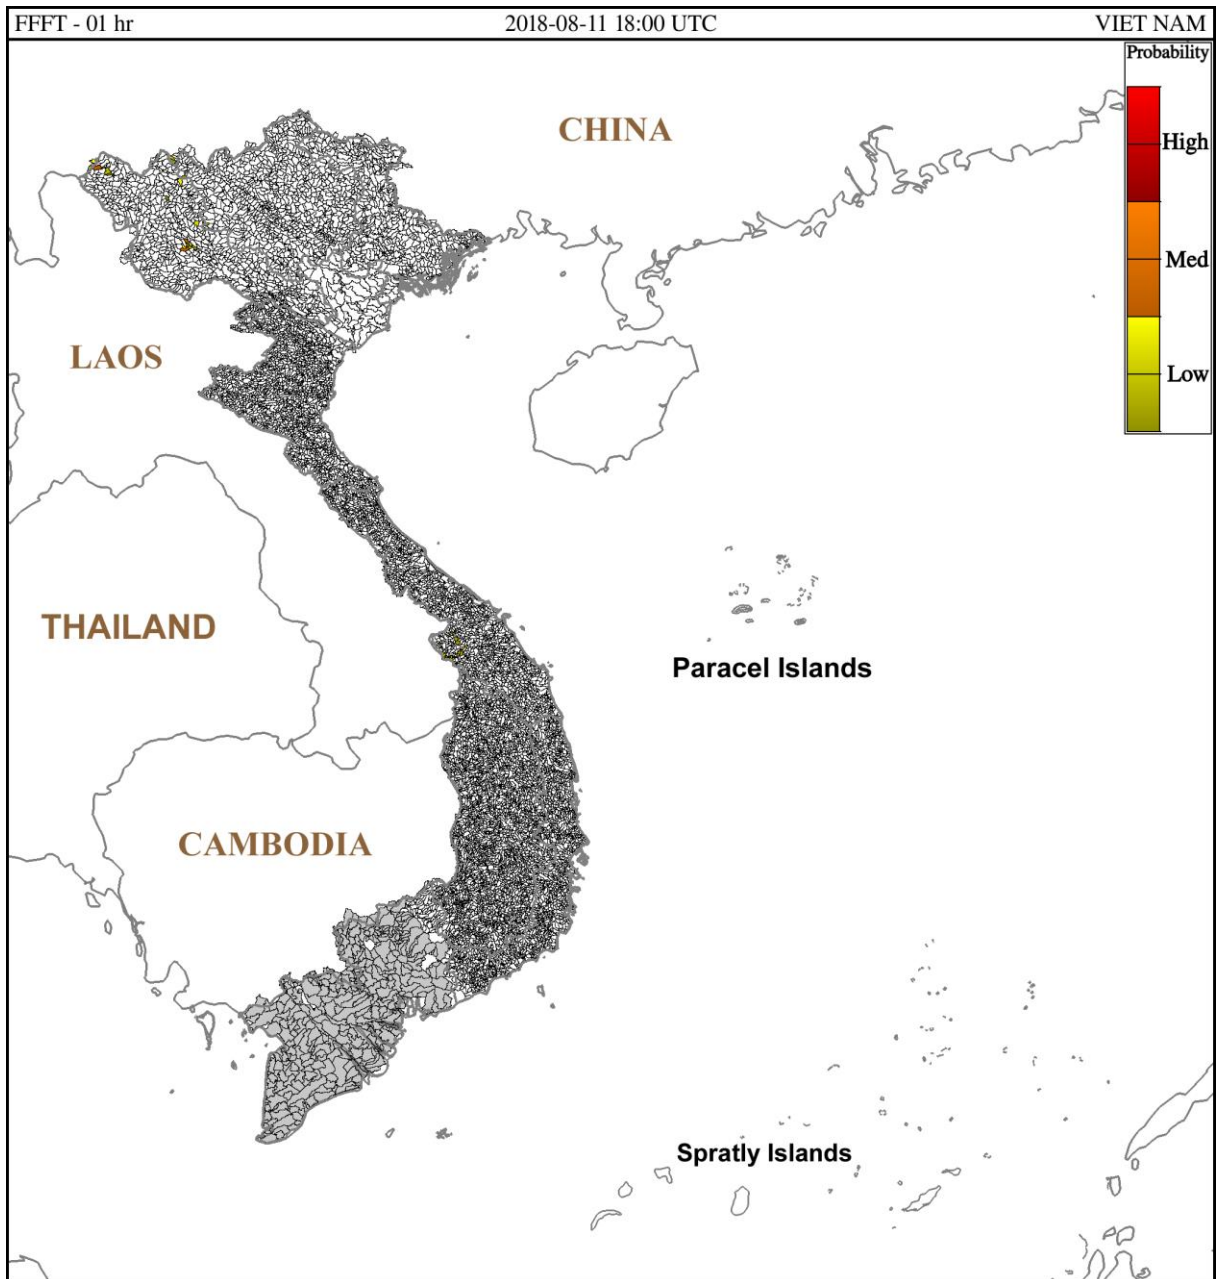 FFFT - 01 hr 2018-08-11 18:00 UTC VIET NAM
Probability
CHINA
High
Med
LAOS
Low
THAILAND
Paracel Islands
CAMBODIA
Spratly Islands